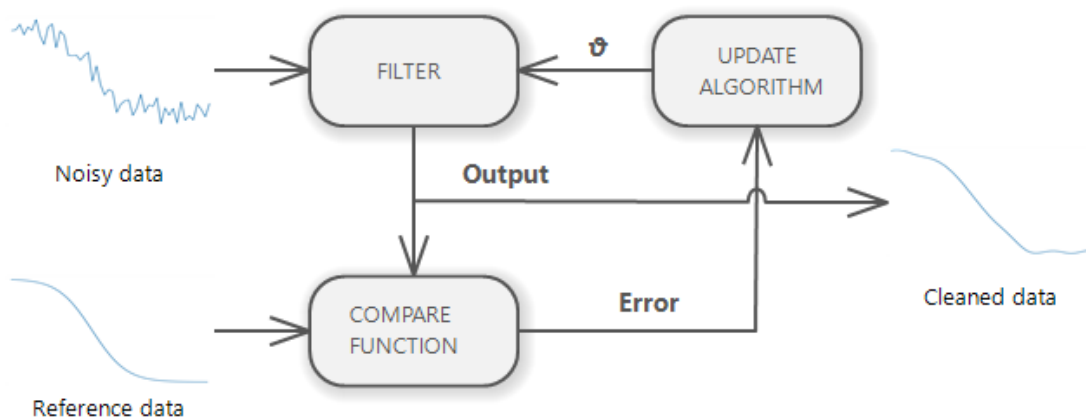 FILTER
ϑ
UPDATE
ALGORITHM
Noisy data
Output
Cleaned data
COMPARE
FUNCTION
Error
Reference data